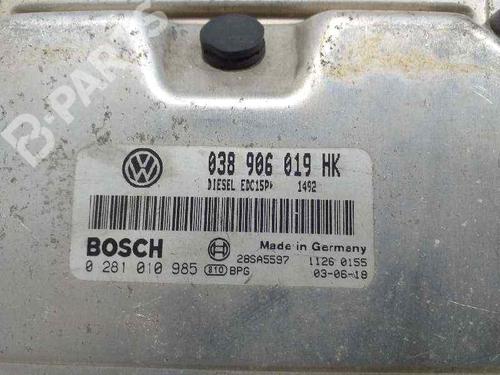 038 906 019 HK
DIESEL EDC15P+ 1492
BOSCH
Made in Germany
28SA5597 1126 0155
0 281 010 985 810 BPG 03-06-18
B-PARTS